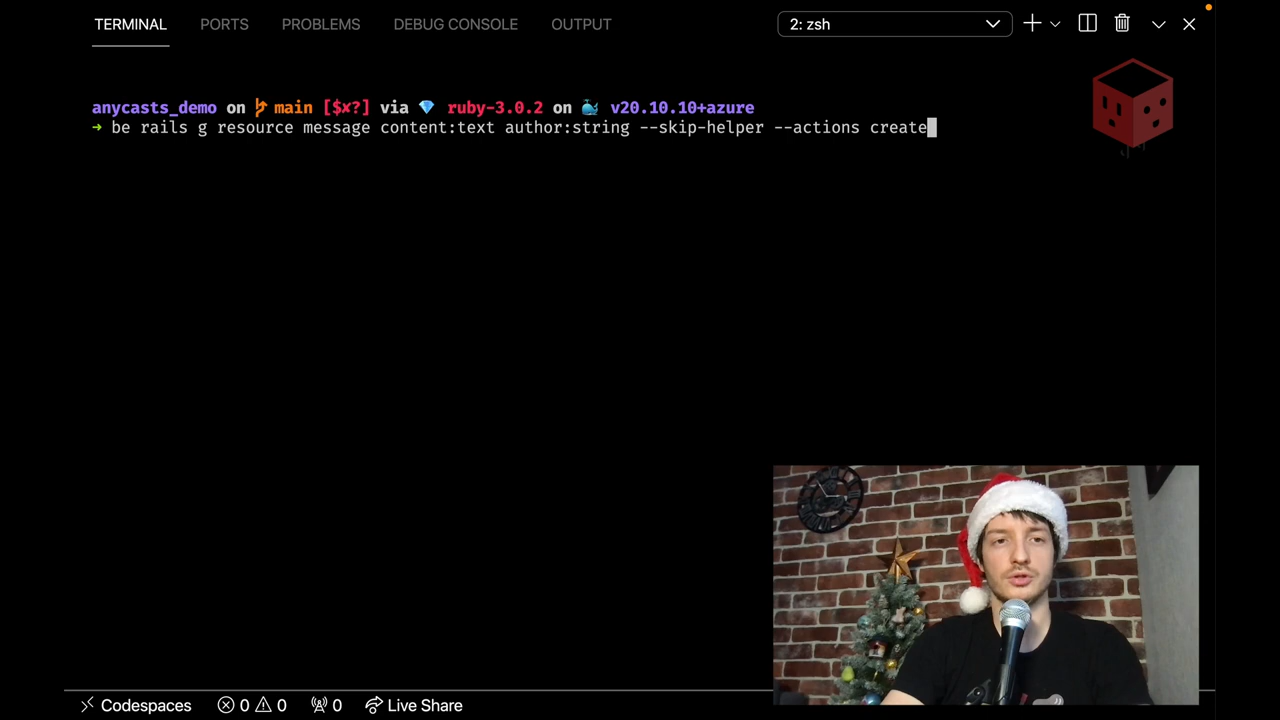 TERMINAL PORTS PROBLEMS DEBUG CONSOLE OUTPUT 2: zsh
anycasts_demo on main [$✘?] via 💎 ruby-3.0.2 on 🐳 v20.10.10+azure
➜ be rails g resource message content:text author:string --skip-helper --actions create
Codespaces 0 0 0 Live Share